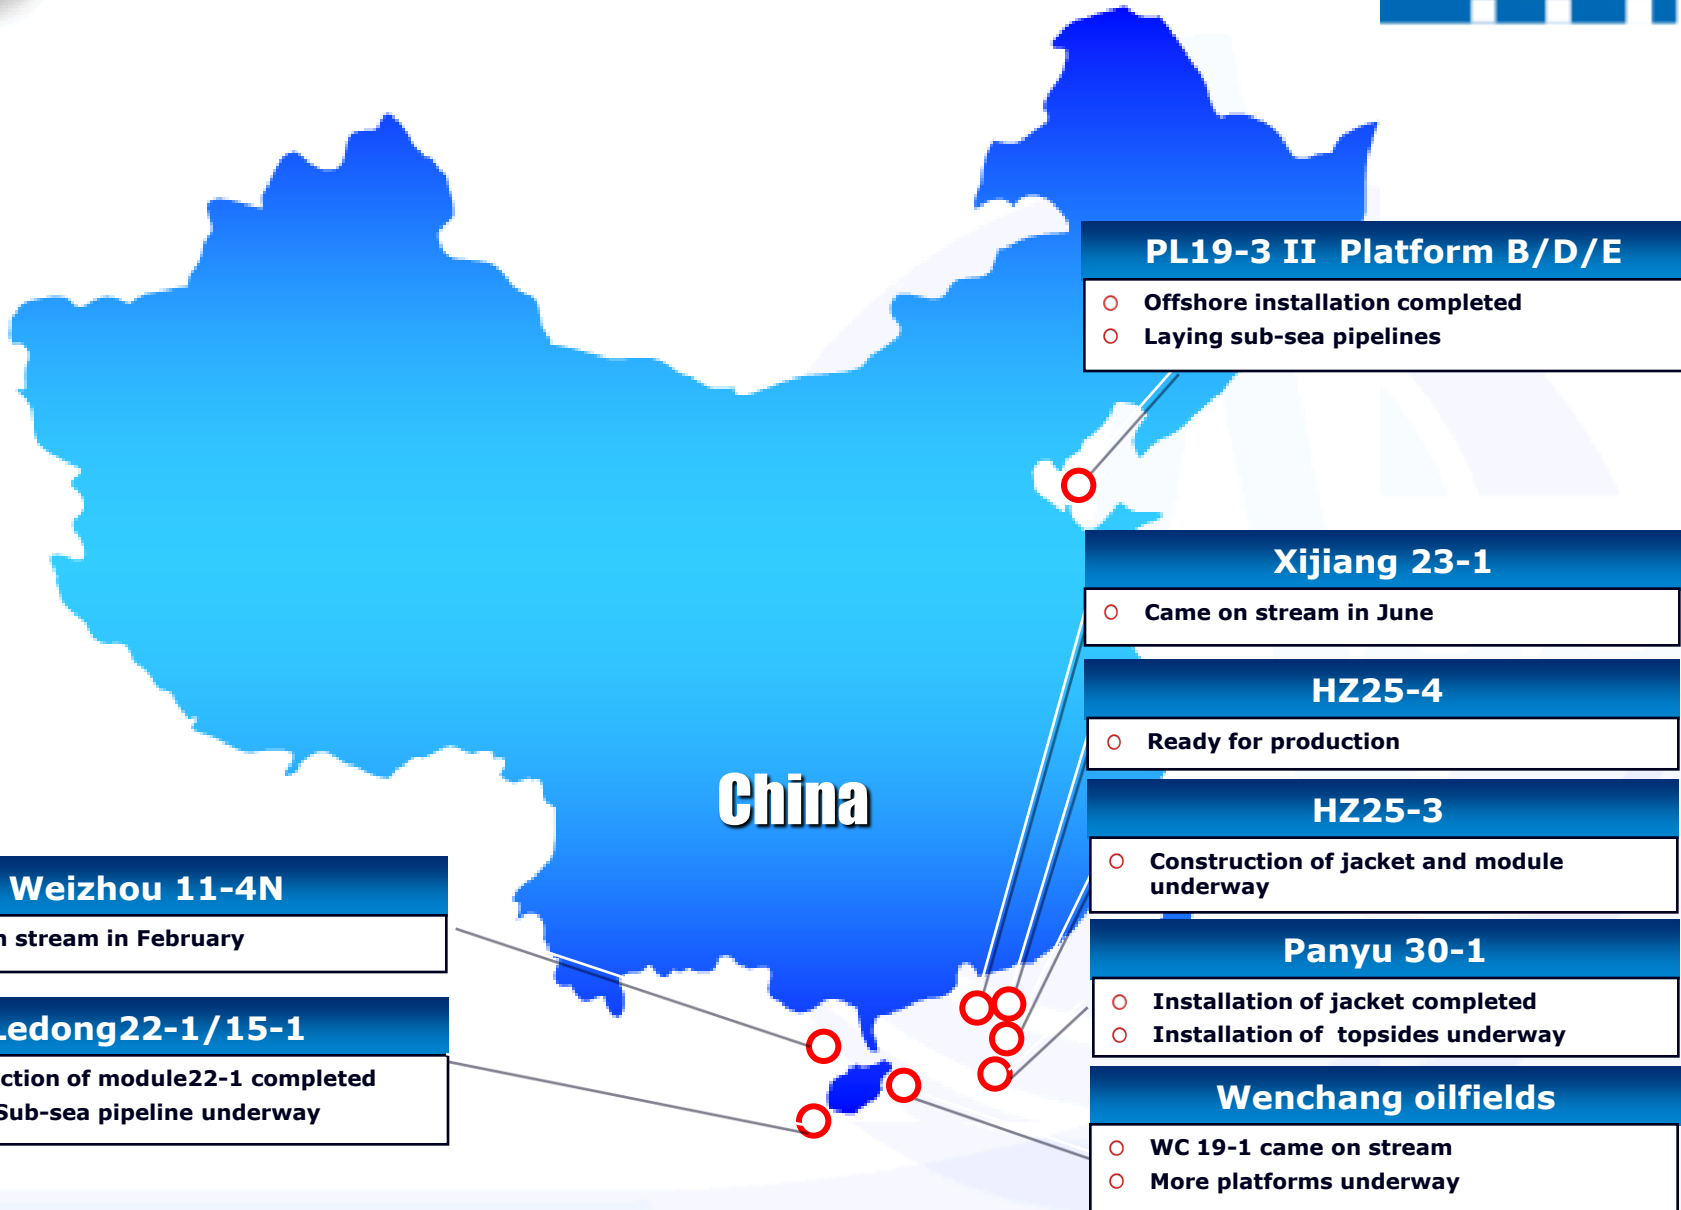 PL19-3 II Platform B/D/E
Offshore installation completed
Laying sub-sea pipelines
Xijiang 23-1
Came on stream in June
HZ25-4
Ready for production
HZ25-3
Construction of jacket and module
underway
Panyu 30-1
Installation of jacket completed
Installation of topsides underway
Wenchang oilfields
WC 19-1 came on stream
More platforms underway
China
Weizhou 11-4N
stream in February
Ledong22-1/15-1
of module22-1 completed
Sub-sea pipeline underway